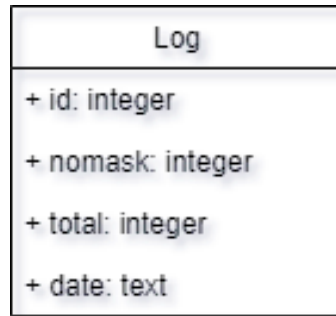 Log
+ id: integer
+ nomask: integer
+ total: integer
+ date: text